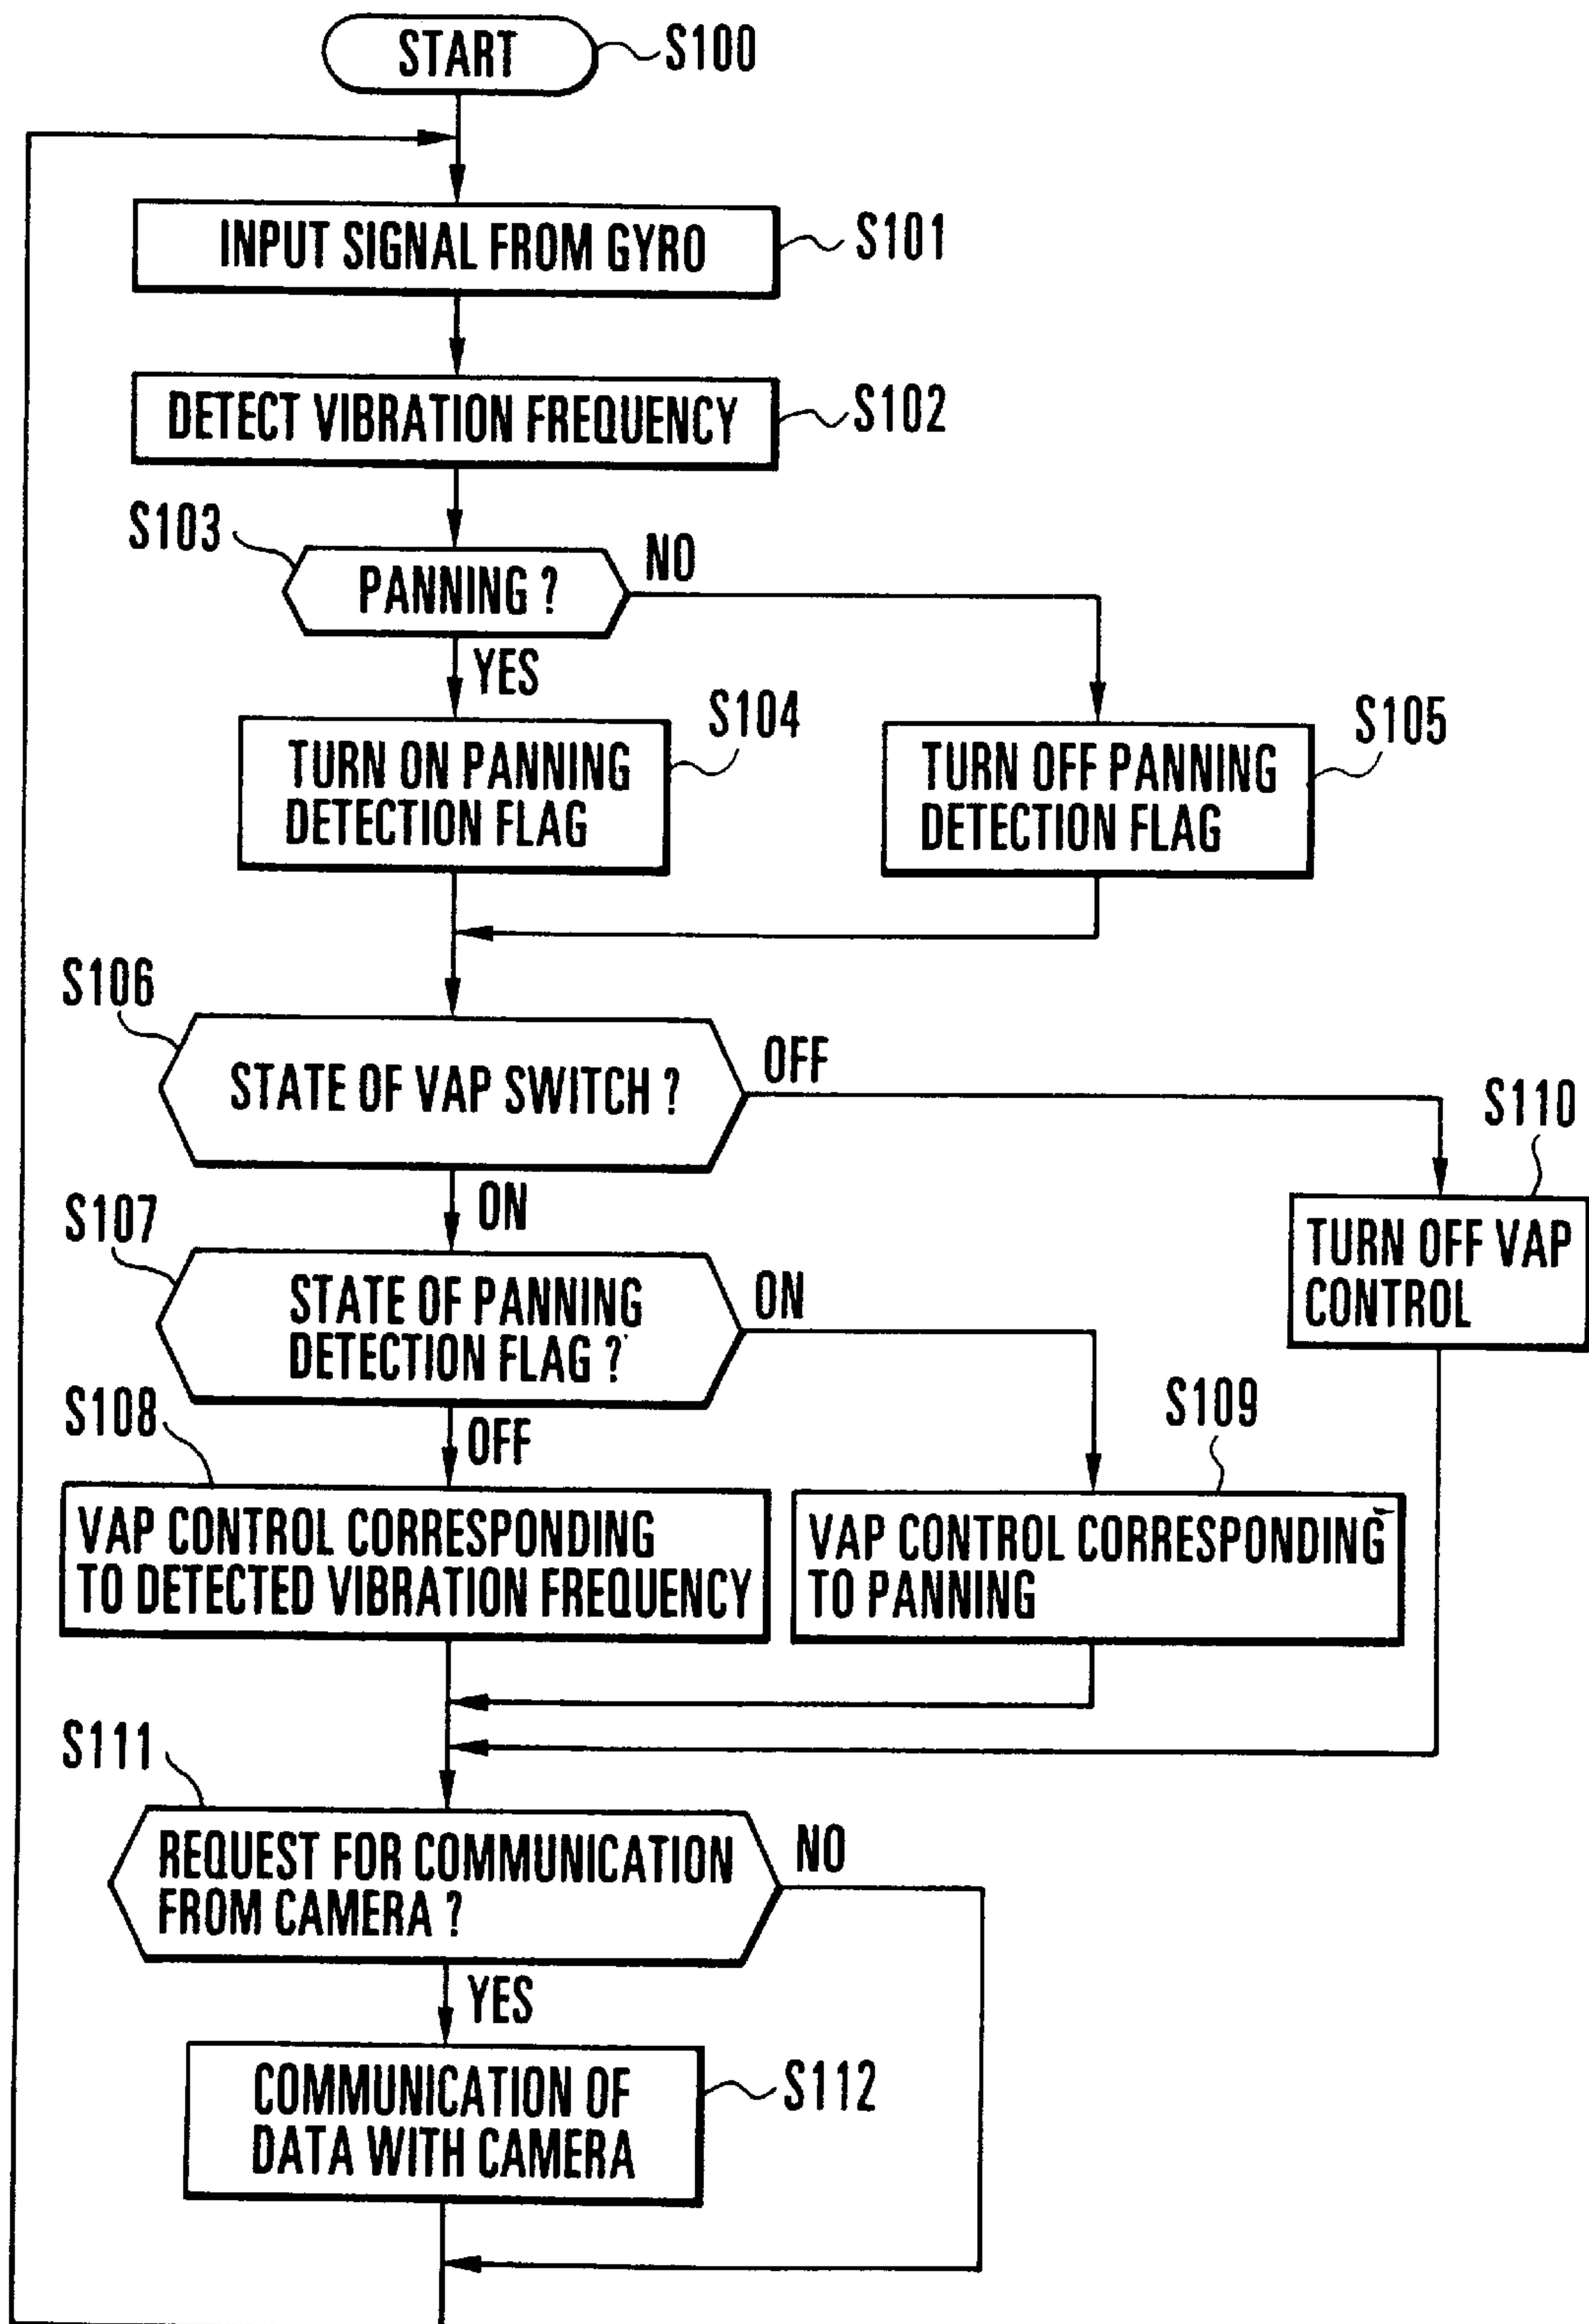 START
S100
INPUT SIGNAL FROM GYRO
S101
DETECT VIBRATION FREQUENCY
S102
S103
PANNING ?
NO
YES
S104
TURN ON PANNING
DETECTION FLAG
S105
TURN OFF PANNING
DETECTION FLAG
S106
STATE OF VAP SWITCH ?
OFF
ON
S110
TURN OFF VAP
CONTROL
S107
STATE OF PANNING
DETECTION FLAG ?
ON
OFF
S108
VAP CONTROL CORRESPONDING
TO DETECTED VIBRATION FREQUENCY
S109
VAP CONTROL CORRESPONDING
TO PANNING
S111
REQUEST FOR COMMUNICATION
FROM CAMERA ?
NO
YES
COMMUNICATION OF
DATA WITH CAMERA
S112